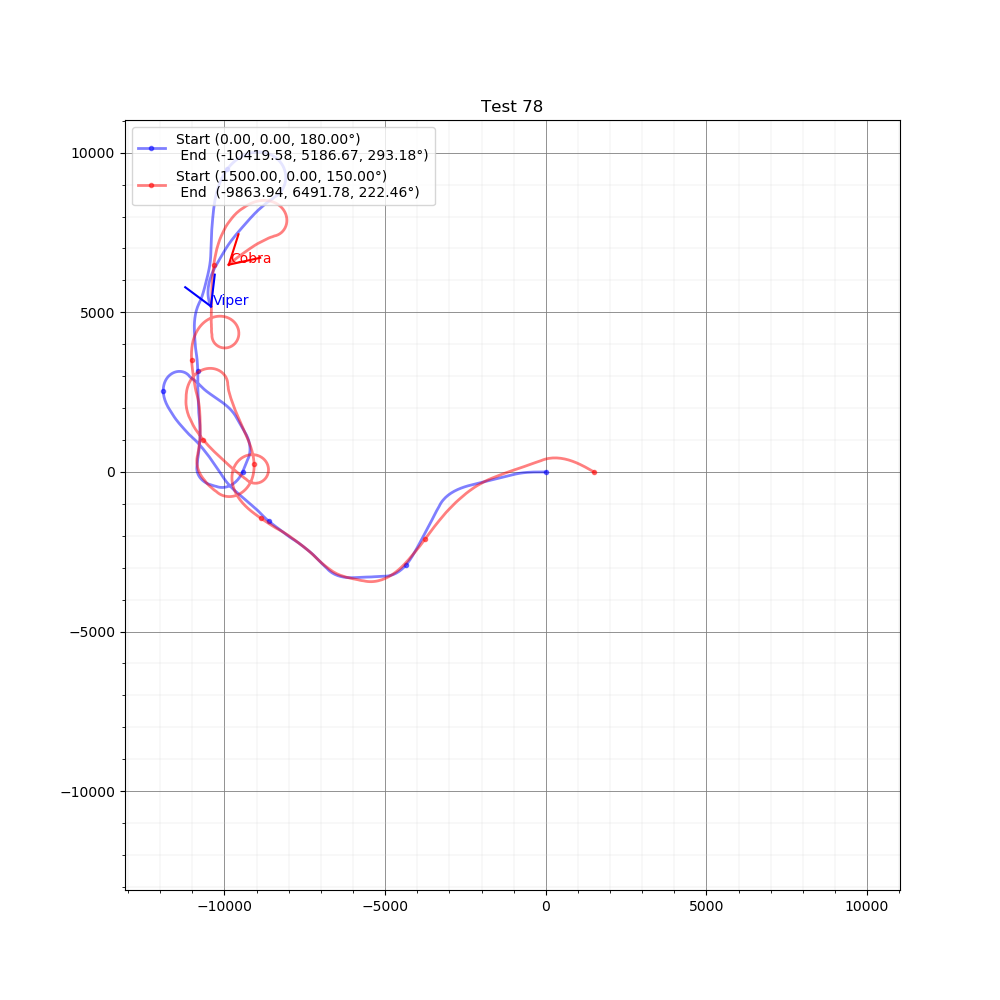 Test 78
Start (0.00, 0.00, 180.00°)
End  (-10419.58, 5186.67, 293.18°)
Start (1500.00, 0.00, 150.00°)
End  (-9863.94, 6491.78, 222.46°)
Cobra
Viper
10000
5000
0
−5000
−10000
−10000
−5000
0
5000
10000